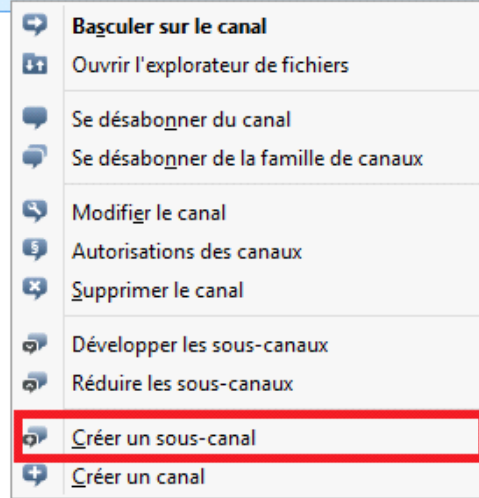 Basculer sur le canal
Ouvrir l'explorateur de fichiers
Se désabonner du canal
Se désabonner de la famille de canaux
Modifier le canal
Autorisations des canaux
Supprimer le canal
Développer les sous-canaux
Réduire les sous-canaux
Créer un sous-canal
Créer un canal